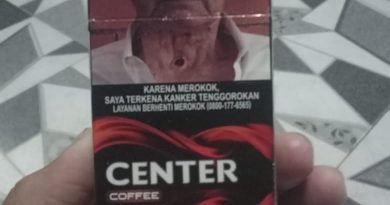 KARENA MEROKOK,
SAYA TERKENA KANKER TENGGOROKAN
LAYANAN BERHENTI MEROKOK (0800-177-6565)
CENTER
COFFEE